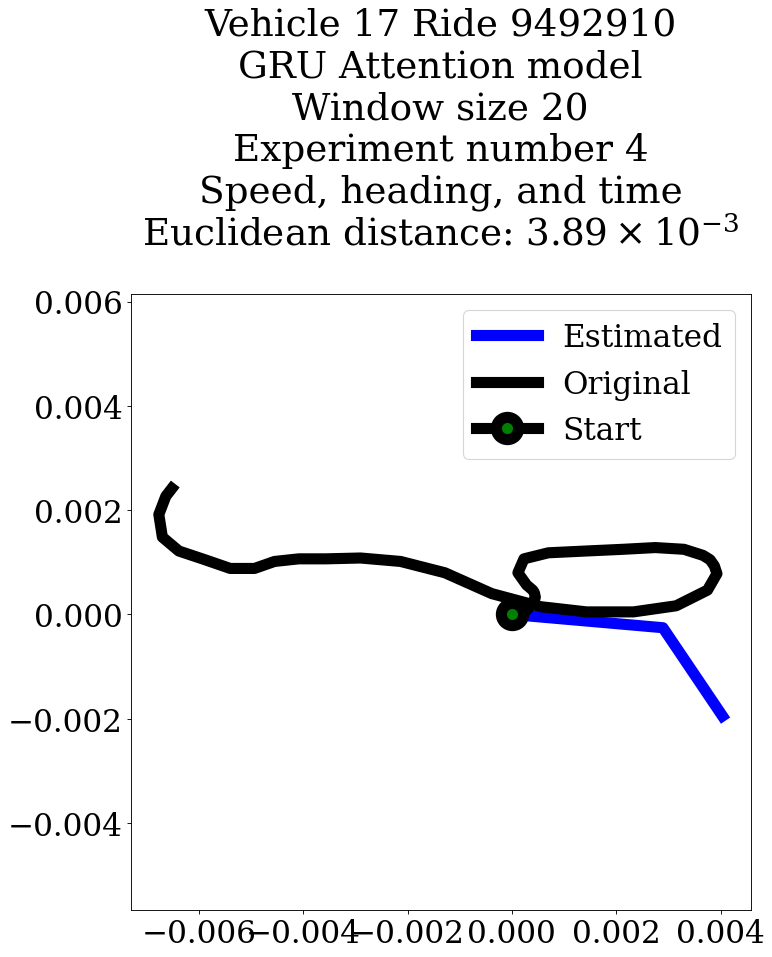 Vehicle 17 Ride 9492910
GRU Attention model
Window size 20
Experiment number 4
Speed, heading, and time
Euclidean distance: 3.89 × 10⁻³
0.006
0.004
0.002
0.000
−0.002
−0.004
Estimated
Original
Start
−0.006 −0.004 −0.002 0.000 0.002 0.004